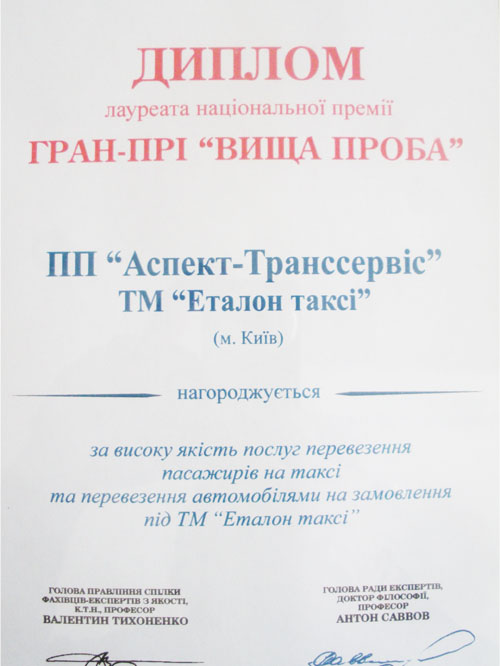 ДИПЛОМ
лауреата національної премії
ГРАН-ПРІ “ВИЩА ПРОБА”
ПП “Аспект-Транссервіс”
ТМ “Еталон таксі”
(м. Київ)
нагороджується
за високу якість послуг перевезення
пасажирів на таксі
та перевезення автомобілями на замовлення
під ТМ “Еталон таксі”
ГОЛОВА ПРАВЛІННЯ СПІЛКИ
ФАХІВЦІВ-ЕКСПЕРТІВ З ЯКОСТІ,
К.Т.Н., ПРОФЕСОР
ВАЛЕНТИН ТИХОНЕНКО
ГОЛОВА РАДИ ЕКСПЕРТІВ,
ДОКТОР ФІЛОСОФІЇ,
ПРОФЕСОР
АНТОН САВВОВ